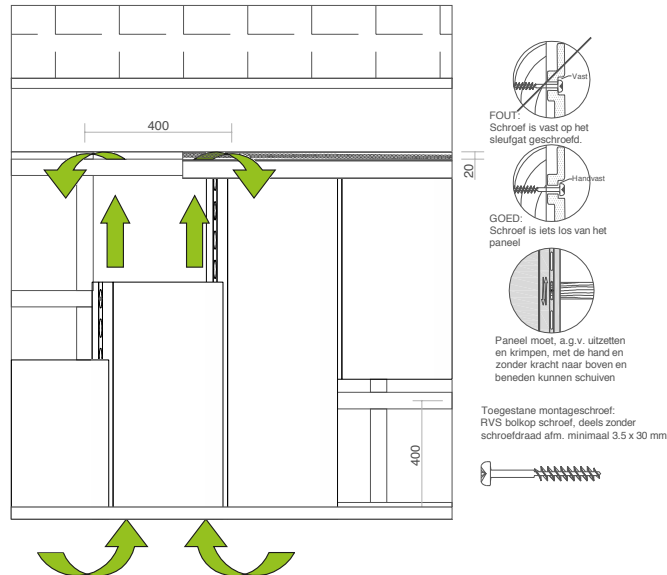 400
20
400
Vast
FOUT:
Schroef is vast op het
sleufgat geschroefd.
Handvast
GOED:
Schroef is iets los van het
paneel
Paneel moet, a.g.v. uitzetten
en krimpen, met de hand en
zonder kracht naar boven en
beneden kunnen schuiven
Toegestane montageschroef:
RVS bolkop schroef, deels zonder
schroefdraad afm. minimaal 3.5 x 30 mm